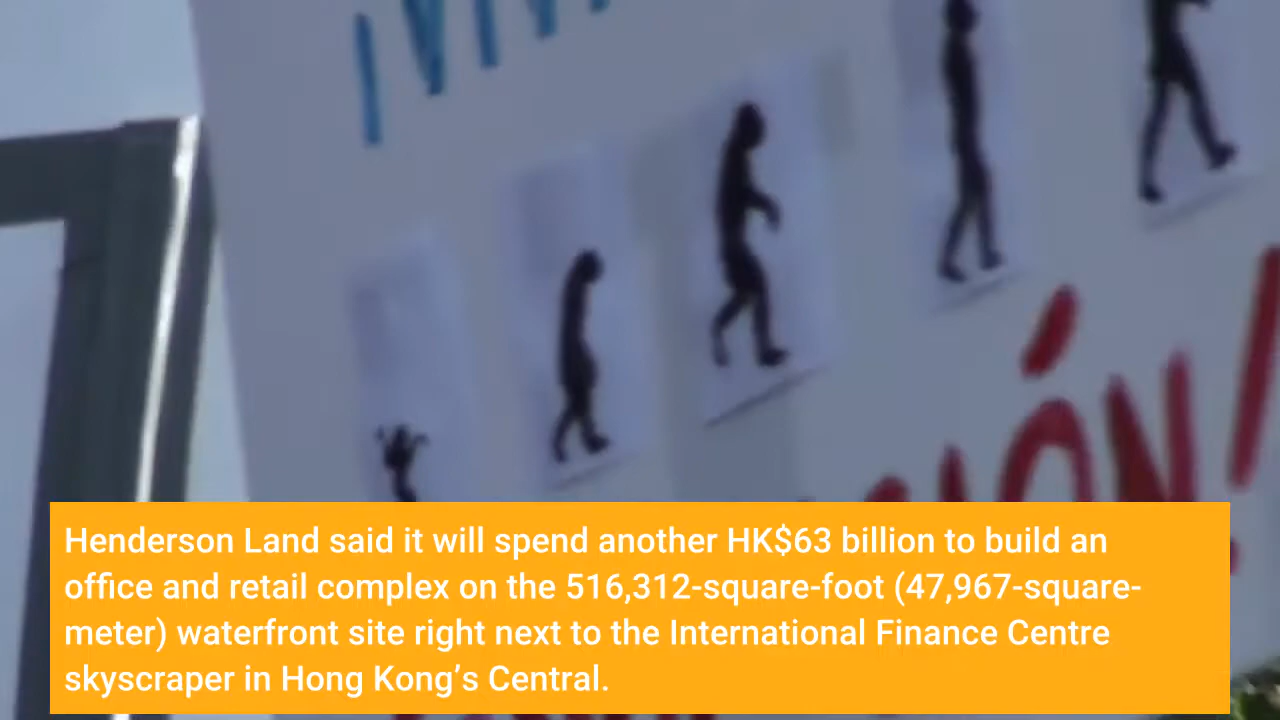 Henderson Land said it will spend another HK$63 billion to build an
office and retail complex on the 516,312-square-foot (47,967-square-
meter) waterfront site right next to the International Finance Centre
skyscraper in Hong Kong’s Central.